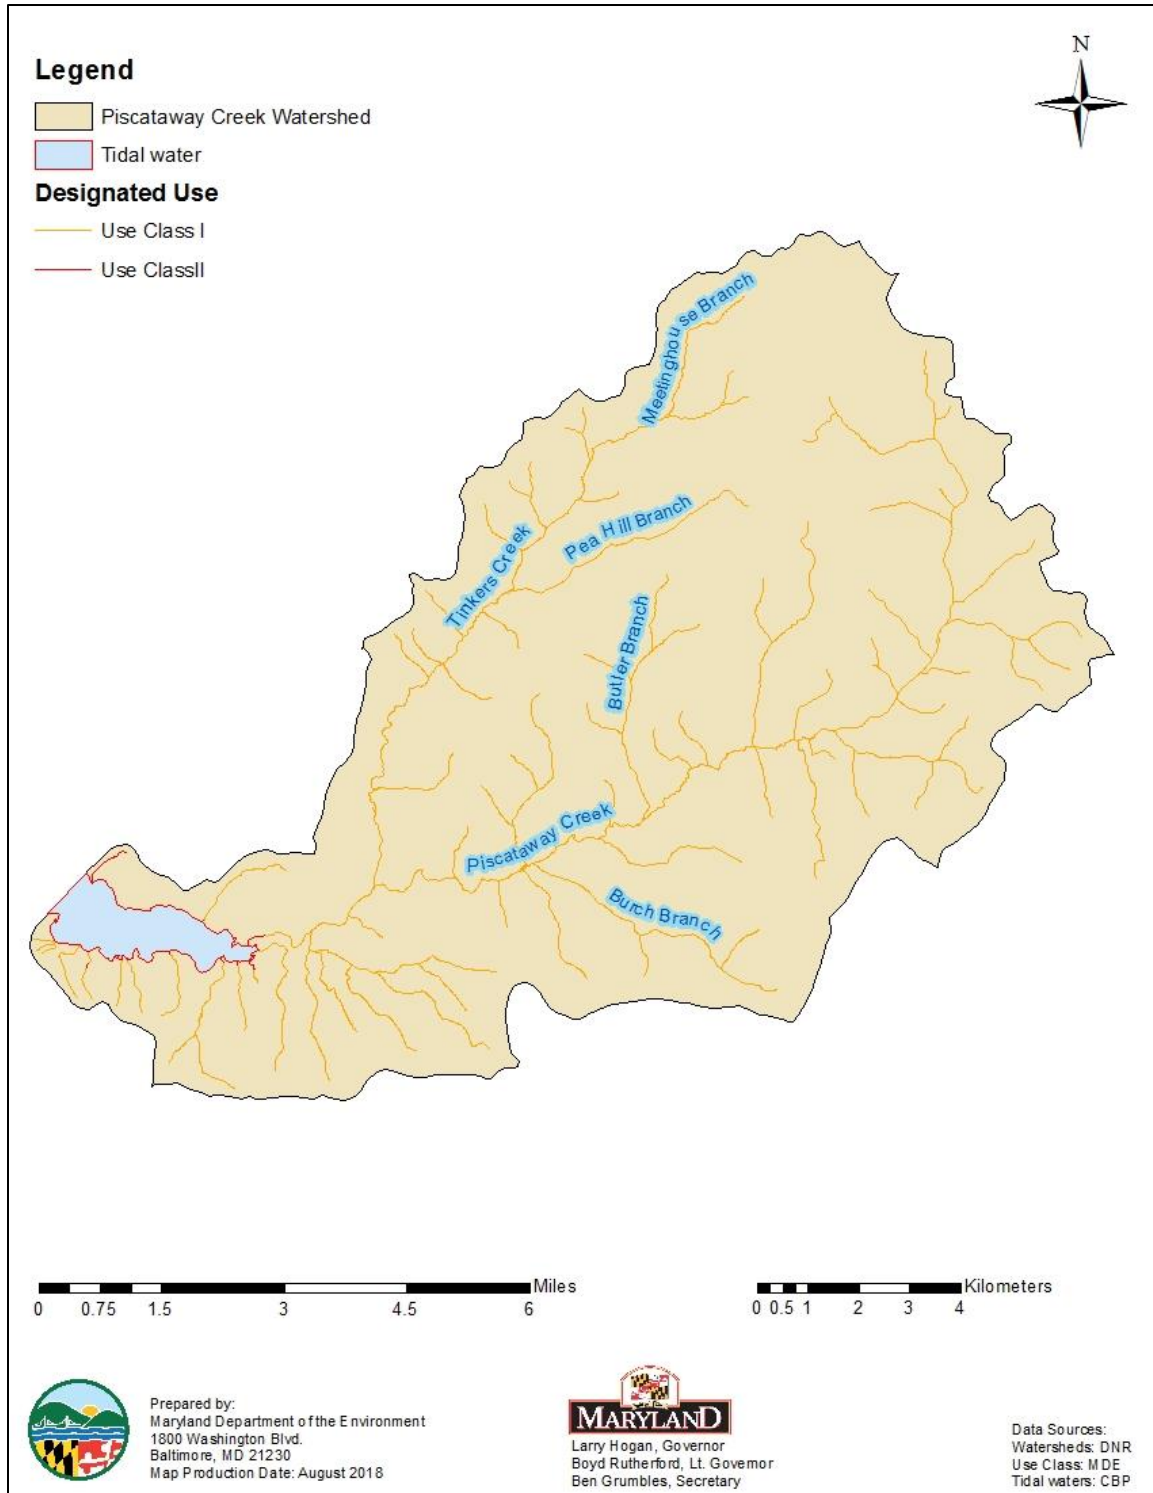 N
Legend
Piscataway Creek Watershed
Tidal water
Designated Use
Use Class I
Use ClassII
Meetinghouse Branch
Pea Hill Branch
Tinkers Creek
Butler Branch
Piscataway Creek
Burch Branch
Miles
0 0.75 1.5 3 4.5 6
Kilometers
0 0.5 1 2 3 4
Prepared by:
Maryland Department of the Environment
1800 Washington Blvd.
Baltimore, MD 21230
Map Production Date: August 2018
MARYLAND
Larry Hogan, Governor
Boyd Rutherford, Lt. Governor
Ben Grumbles, Secretary
Data Sources:
Watersheds: DNR
Use Class: MDE
Tidal waters: CBP